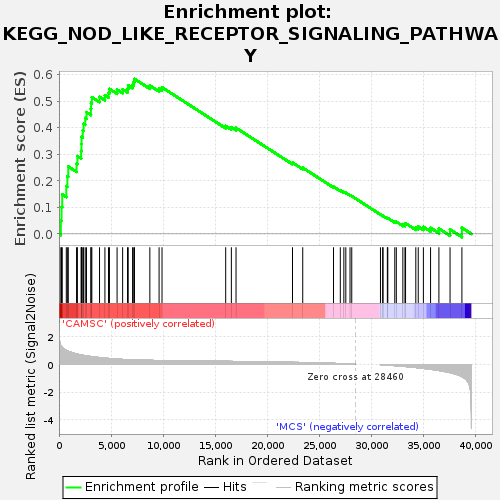 Enrichment plot:
KEGG_NOD_LIKE_RECEPTOR_SIGNALING_PATHWA
Y
Enrichment score (ES)
0.6
0.5
0.4
0.3
0.2
0.1
0.0
'CAMSC' (positively correlated)
Ranked list metric (Signal2Noise)
2
0
-2
-4
Zero cross at 28460
'MCS' (negatively correlated)
0
5,000
10,000
15,000
20,000
25,000
30,000
35,000
40,000
Rank in Ordered Dataset
Enrichment profile
Hits
Ranking metric scores